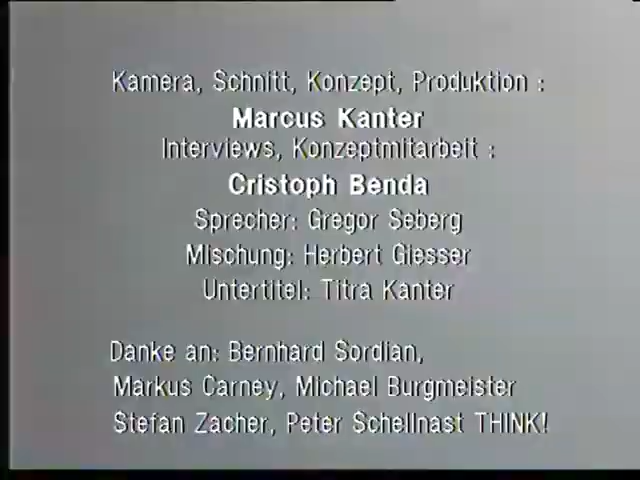 Kamera, Schnitt, Konzept, Produktion :
Marcus Kanter
Interviews, Konzeptmitarbeit :
Cristoph Benda
Sprecher: Gregor Seberg
Mischung: Herbert Giesser
Untertitel: Titra Kanter
Danke an: Bernhard Sordian,
Markus Carney, Michael Burgmeister
Stefan Zacher, Peter Schellnast THINK!